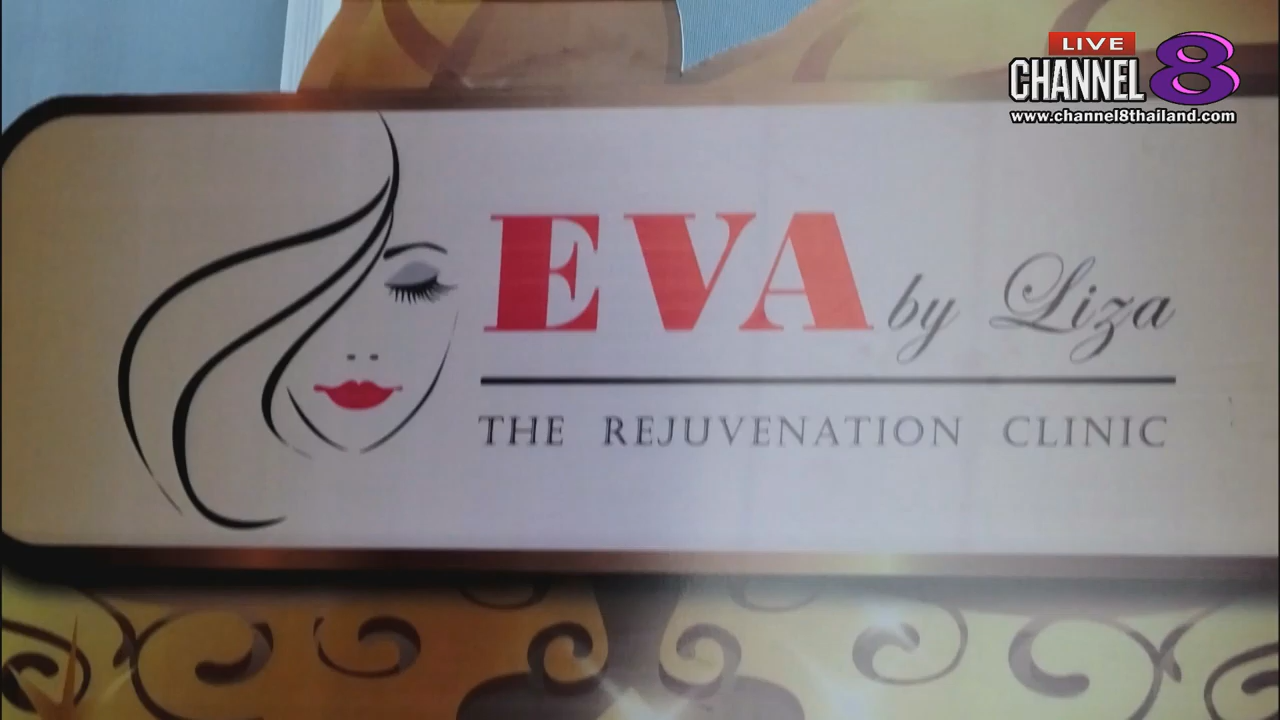 LIVE
CHANNEL 8
www.channel8thailand.com
EVA by Liza
THE REJUVENATION CLINIC